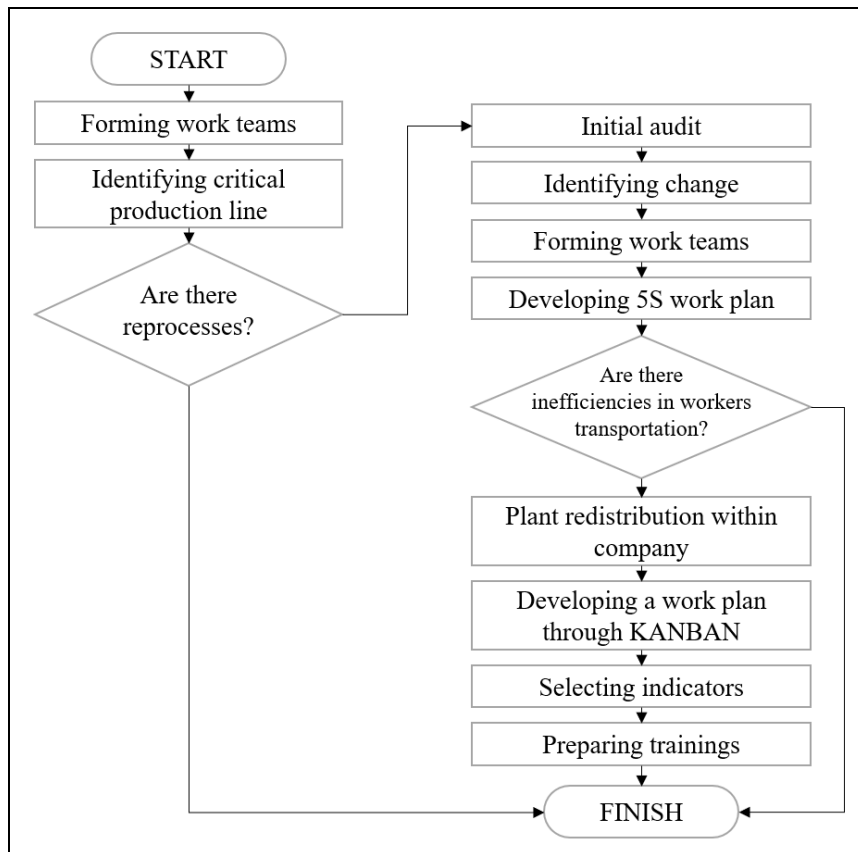 START
Forming work teams
Identifying critical
production line
Are there
reprocesses?
Initial audit
Identifying change
Forming work teams
Developing 5S work plan
Are there
inefficiencies in workers
transportation?
Plant redistribution within
company
Developing a work plan
through KANBAN
Selecting indicators
Preparing trainings
FINISH